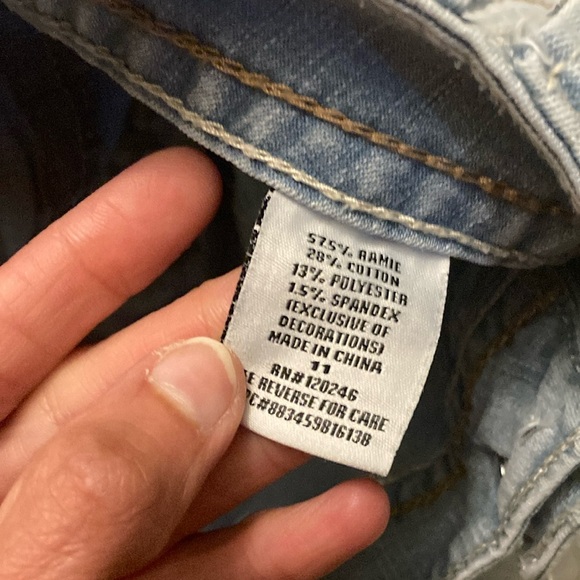 57.5% RAMIE
28% COTTON
13% POLYESTER
1.5% SPANDEX
(EXCLUSIVE OF
DECORATIONS)
MADE IN CHINA
11
RN#120246
REVERSE FOR CARE
C#883459816138